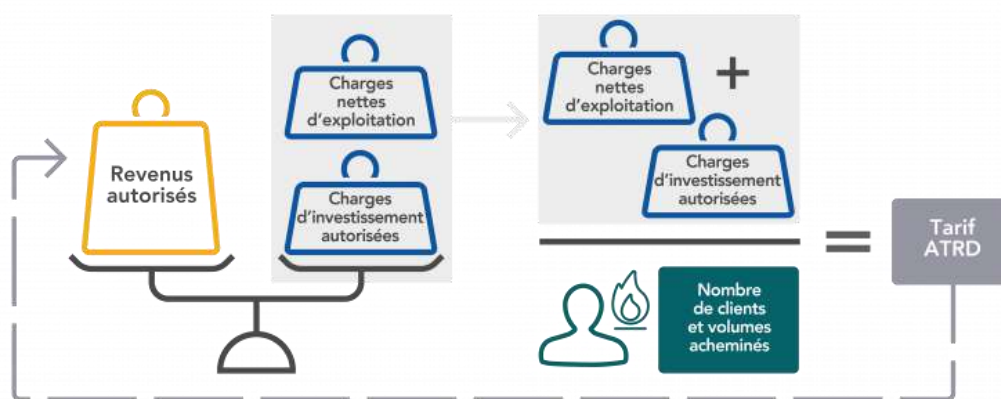 Revenus
autorisés
Charges
nettes
d'exploitation
Charges
d'investissement
autorisées
Charges
nettes
d'exploitation
+
Charges
d'investissement
autorisées
Nombre
de clients
et volumes
acheminés
=
Tarif
ATRD